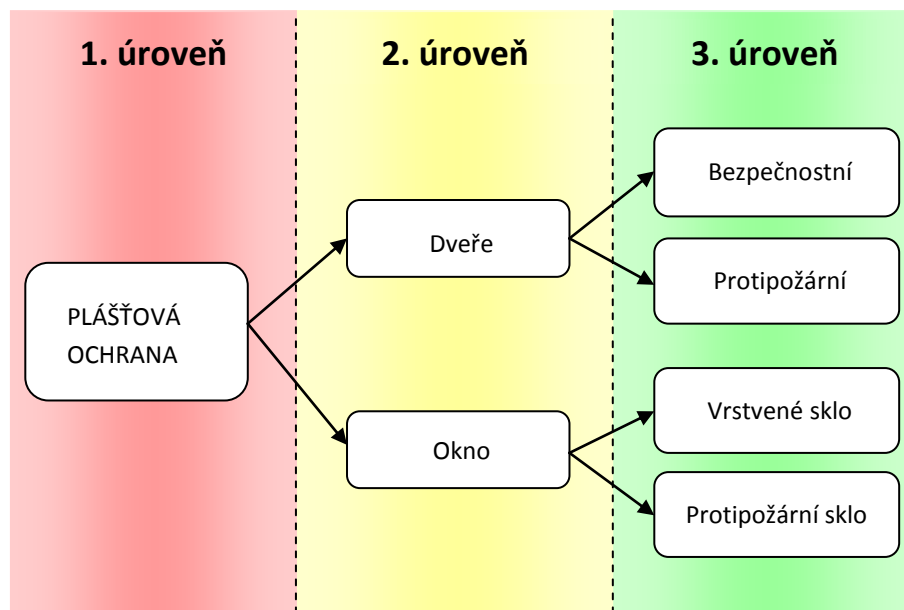 1. úroveň
2. úroveň
3. úroveň
PLÁŠŤOVÁ
OCHRANA
Dveře
Okno
Bezpečnostní
Protipožární
Vrstvené sklo
Protipožární sklo